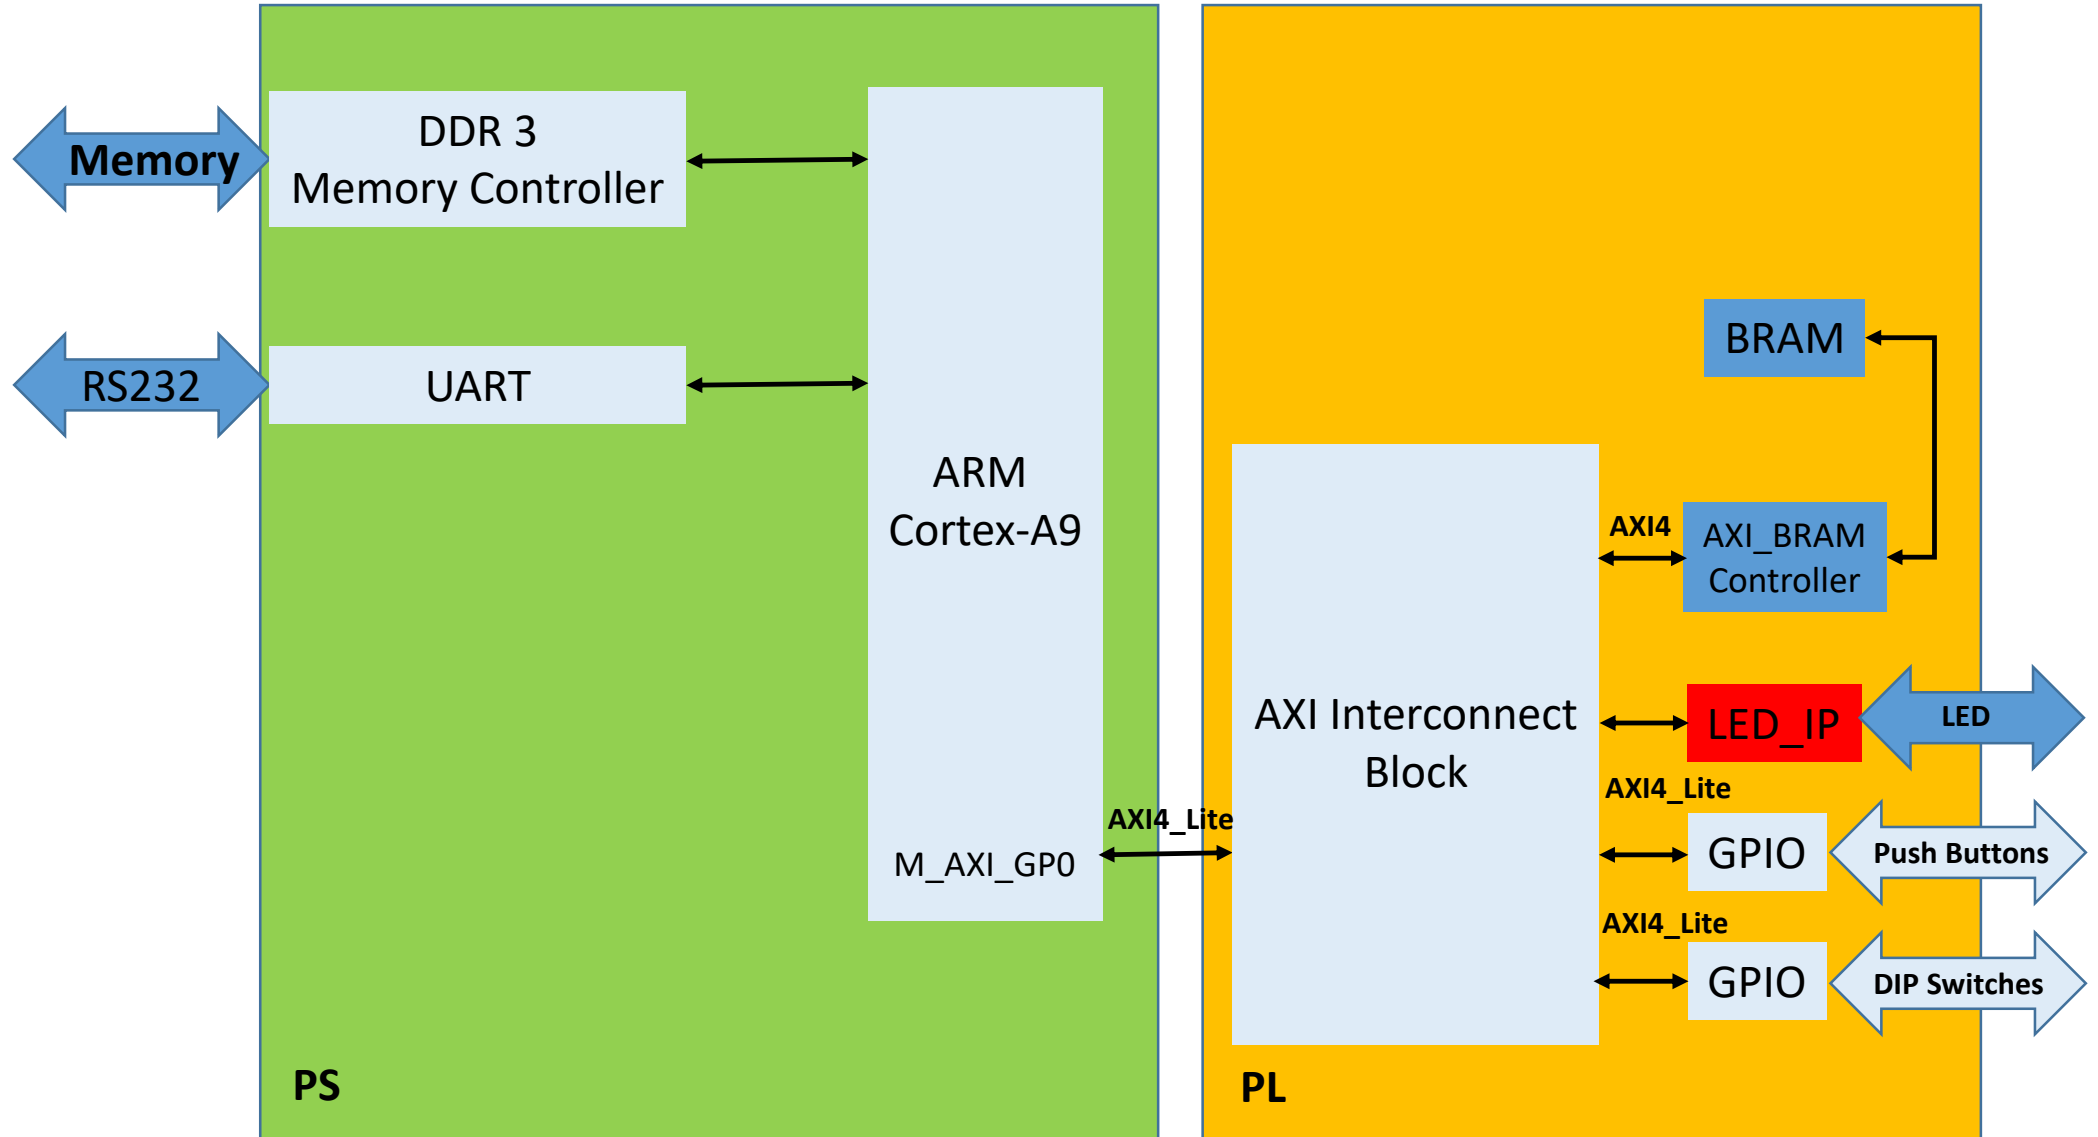 Memory
DDR 3
Memory Controller
RS232
UART
ARM
Cortex-A9
M_AXI_GP0
PS
AXI4_Lite
AXI Interconnect
Block
BRAM
AXI4
AXI_BRAM
Controller
LED_IP
LED
AXI4_Lite
GPIO
Push Buttons
AXI4_Lite
GPIO
DIP Switches
PL